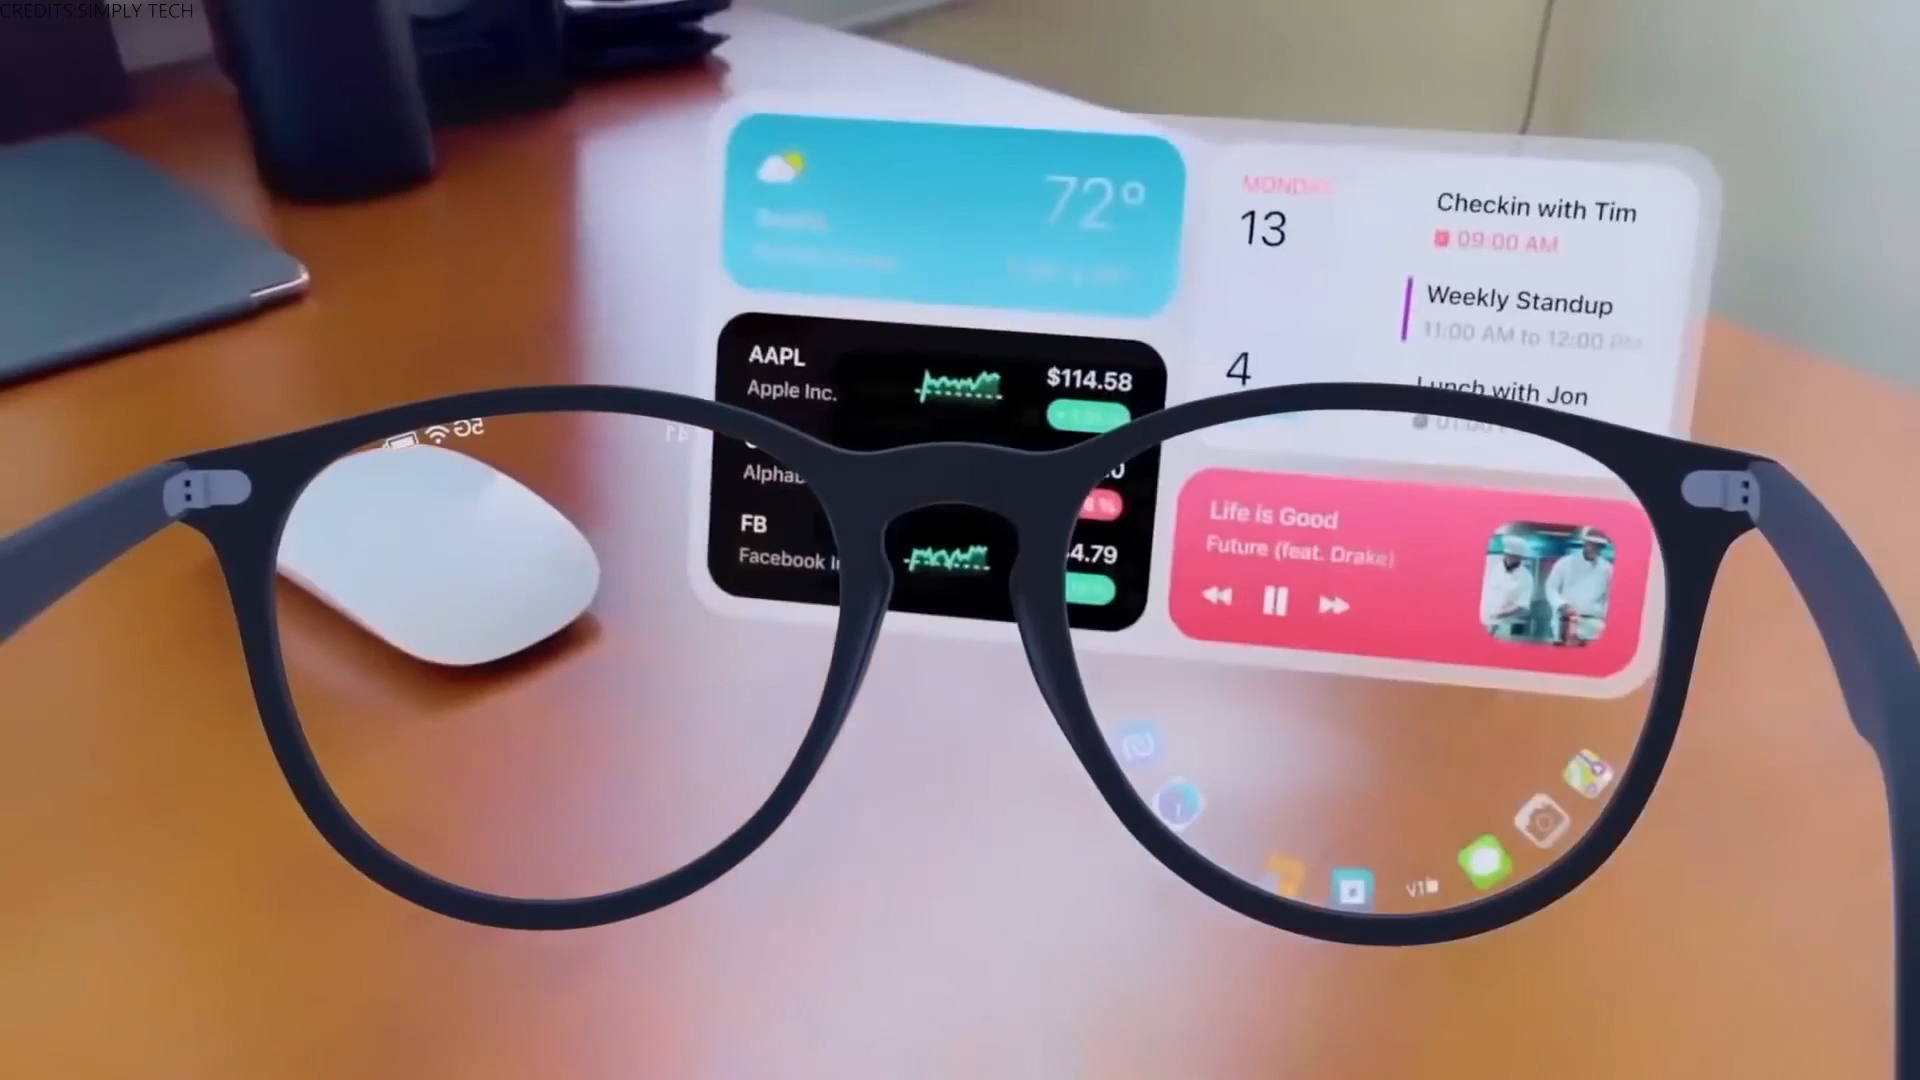 CREDITS:SIMPLY TECH
72°
MONDAY
13
Checkin with Tim
09:00 AM
Weekly Standup
11:00 AM to 12:00 PM
4
Lunch with Jon
AAPL
Apple Inc.
$114.58
FB
Facebook
4.79
5G
41
Life is Good
Future (feat. Drake)